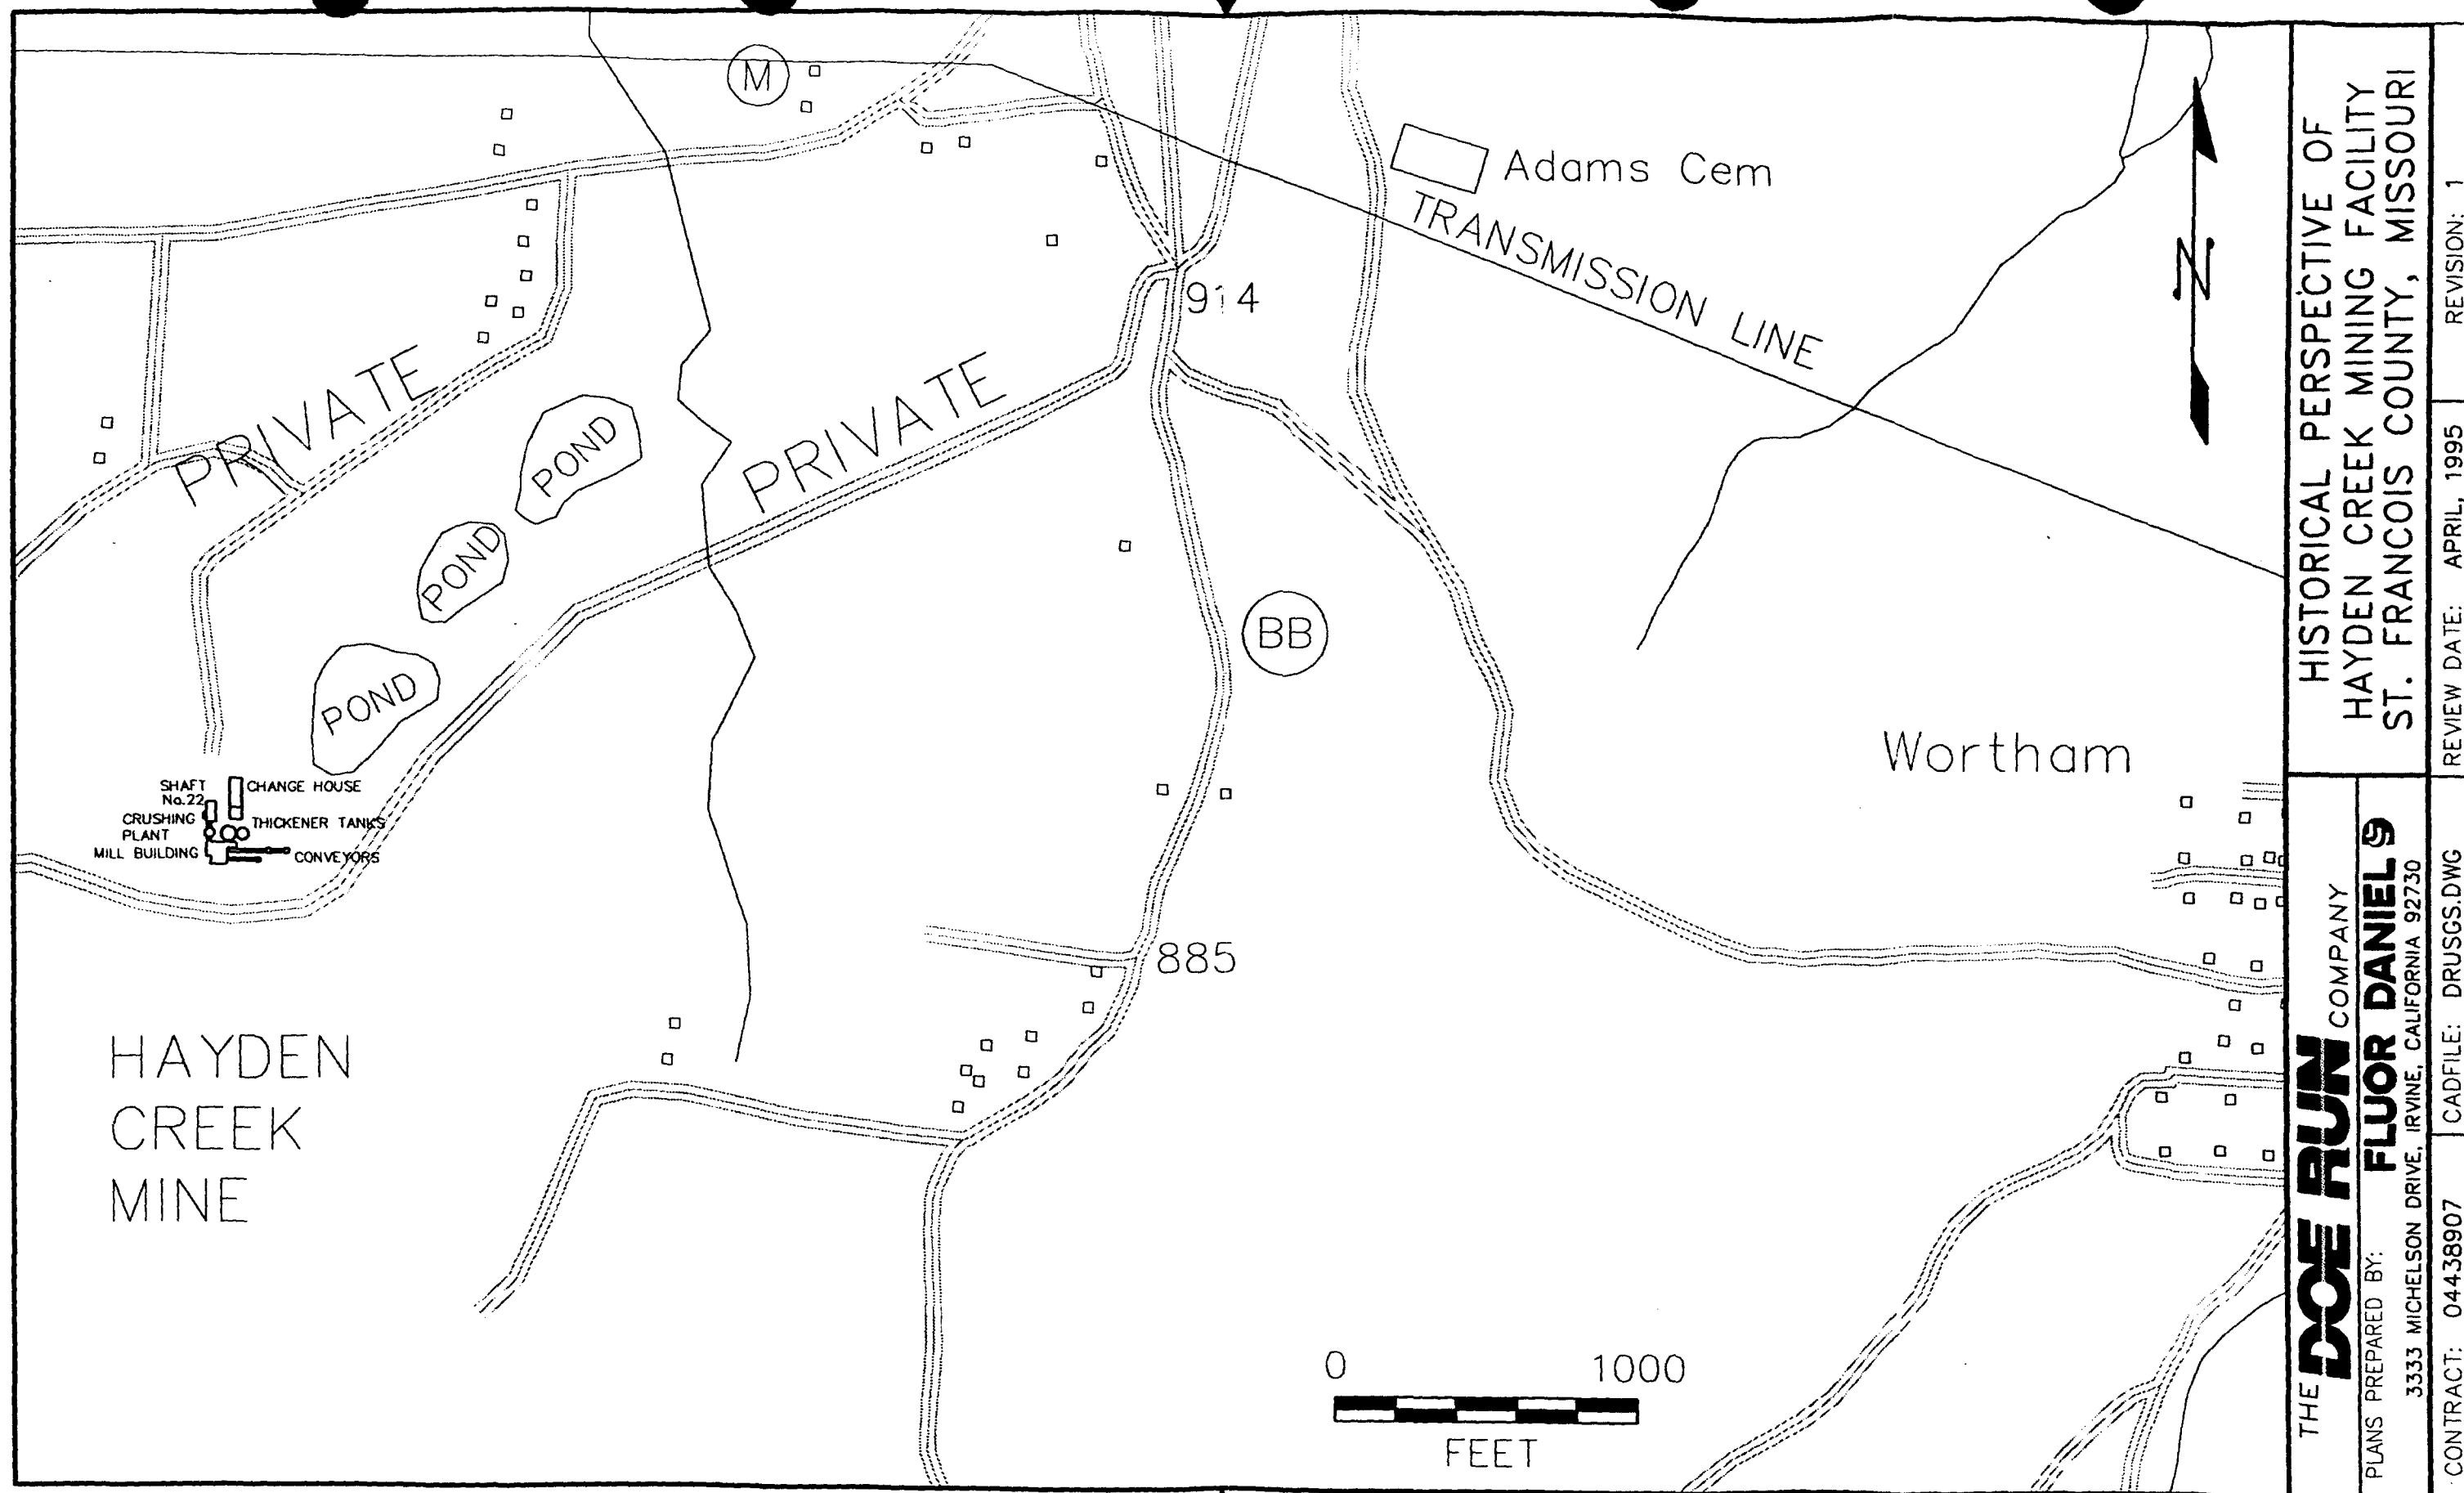 M
Adams Cem
TRANSMISSION LINE
914
PRIVATE
PRIVATE
POND
POND
POND
BB
Wortham
SHAFT
No.22
CHANGE HOUSE
CRUSHING
PLANT
THICKENER TANKS
MILL BUILDING
CONVEYORS
885
HAYDEN
CREEK
MINE
0 1000
FEET
N
HISTORICAL PERSPECTIVE OF
HAYDEN CREEK MINING FACILITY
ST. FRANCOIS COUNTY, MISSOURI
THE DOE RUN COMPANY
PLANS PREPARED BY: FLUOR DANIEL
3333 MICHELSON DRIVE, IRVINE, CALIFORNIA 92730
CONTRACT: 04438907 CADFILE: DRUSGS.DWG REVIEW DATE: APRIL, 1995 REVISION: 1